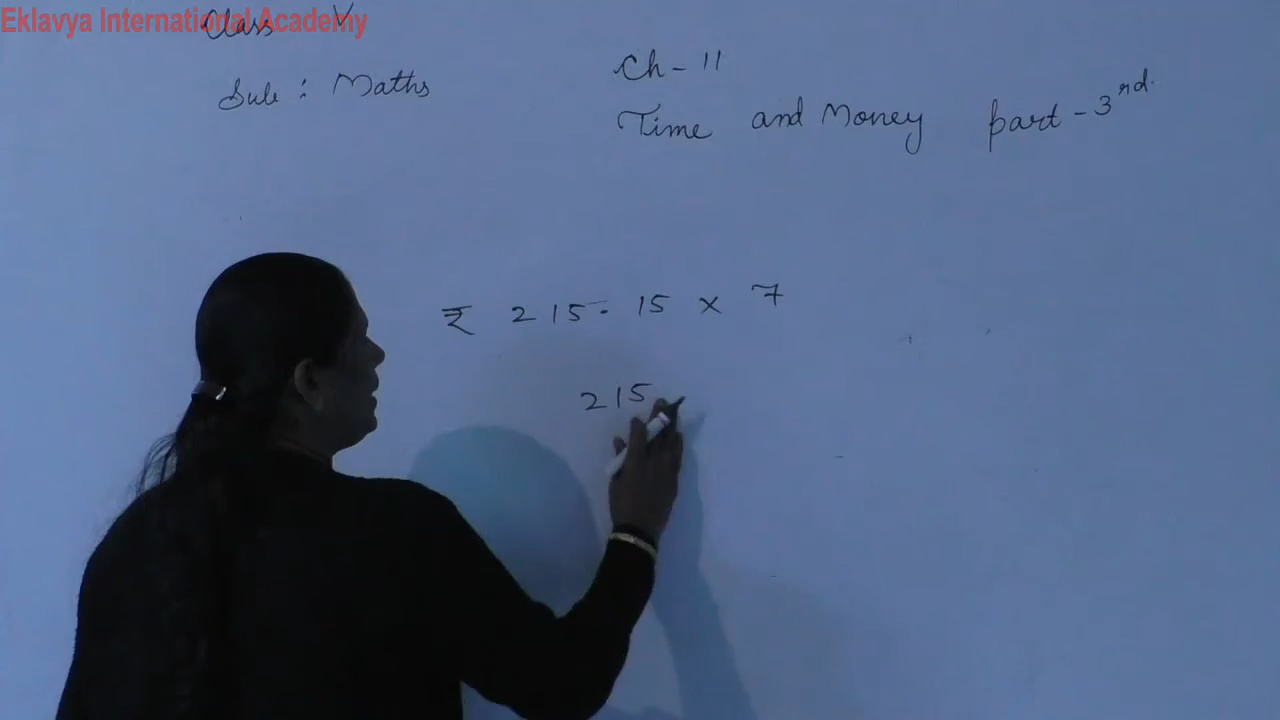 Eklavya International Academy
Class V
Sub : Maths
Ch - 11
Time and Money part - 3rd.
₹ 215.15 × 7
215